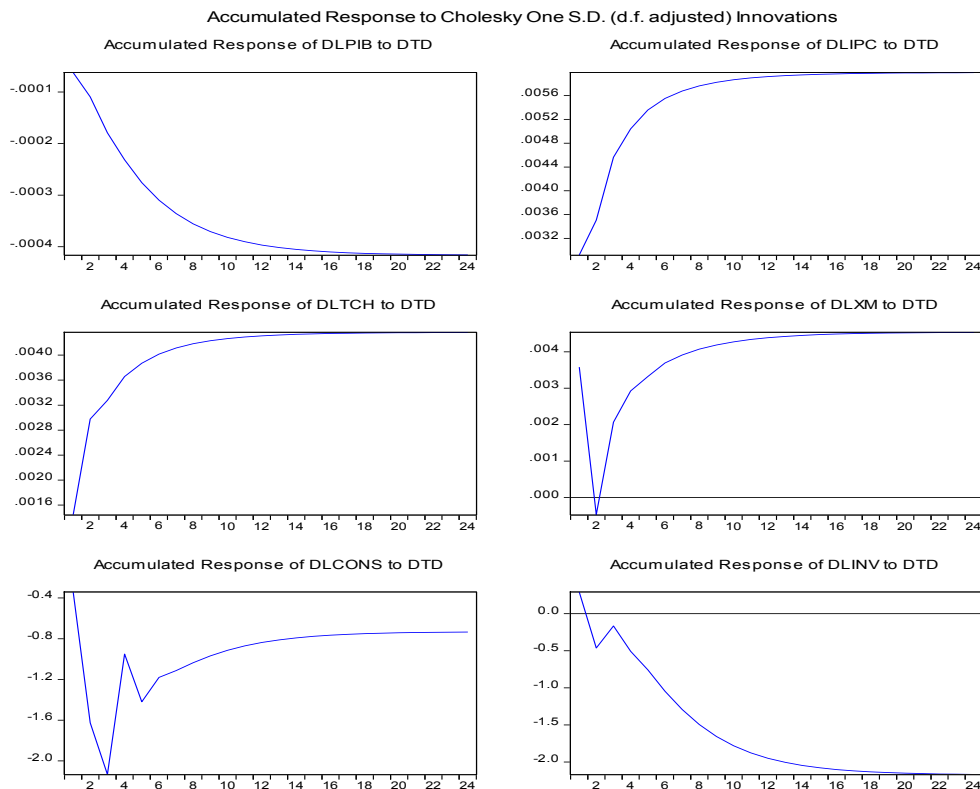 Accumulated Response to Cholesky One S.D. (d.f. adjusted) Innovations
Accumulated Response of DLPIB to DTD
-.0001
-.0002
-.0003
-.0004
2 4 6 8 10 12 14 16 18 20 22 24
Accumulated Response of DLIPC to DTD
.0056
.0052
.0048
.0044
.0040
.0036
.0032
2 4 6 8 10 12 14 16 18 20 22 24
Accumulated Response of DLTCH to DTD
.0040
.0036
.0032
.0028
.0024
.0020
.0016
2 4 6 8 10 12 14 16 18 20 22 24
Accumulated Response of DLXM to DTD
.004
.003
.002
.001
.000
2 4 6 8 10 12 14 16 18 20 22 24
Accumulated Response of DLCONS to DTD
-0.4
-0.8
-1.2
-1.6
-2.0
2 4 6 8 10 12 14 16 18 20 22 24
Accumulated Response of DLINV to DTD
0.0
-0.5
-1.0
-1.5
-2.0
2 4 6 8 10 12 14 16 18 20 22 24